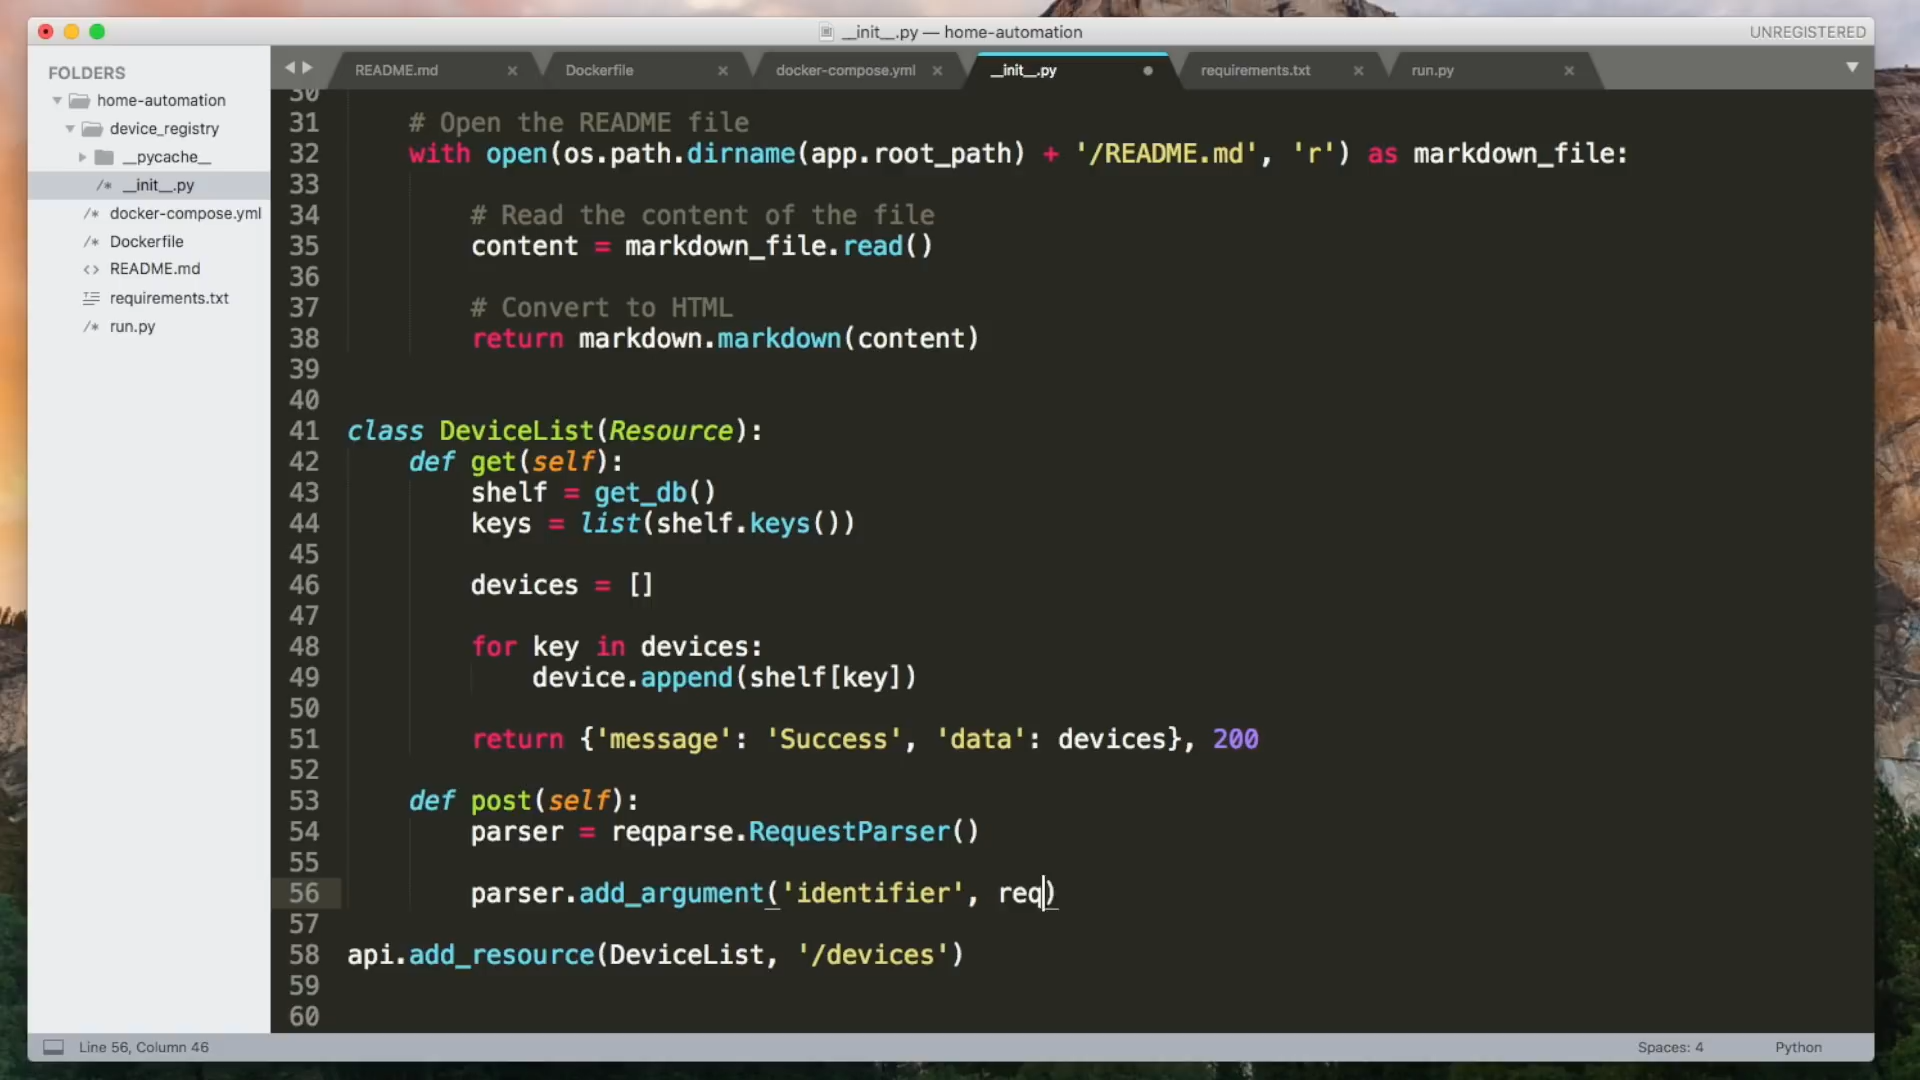 __init__.py — home-automation
UNREGISTERED
FOLDERS
home-automation
device_registry
__pycache__
/* __init__.py
/* docker-compose.yml
/* Dockerfile
<> README.md
requirements.txt
/* run.py
README.md
Dockerfile
docker-compose.yml
__init__.py
requirements.txt
run.py
30
31 # Open the README file
32 with open(os.path.dirname(app.root_path) + '/README.md', 'r') as markdown_file:
33
34 # Read the content of the file
35 content = markdown_file.read()
36
37 # Convert to HTML
38 return markdown.markdown(content)
39
40
41 class DeviceList(Resource):
42 def get(self):
43 shelf = get_db()
44 keys = list(shelf.keys())
45
46 devices = []
47
48 for key in devices:
49 device.append(shelf[key])
50
51 return {'message': 'Success', 'data': devices}, 200
52
53 def post(self):
54 parser = reqparse.RequestParser()
55
56 parser.add_argument('identifier', req)
57
58 api.add_resource(DeviceList, '/devices')
59
60
Line 56, Column 46
Spaces: 4
Python